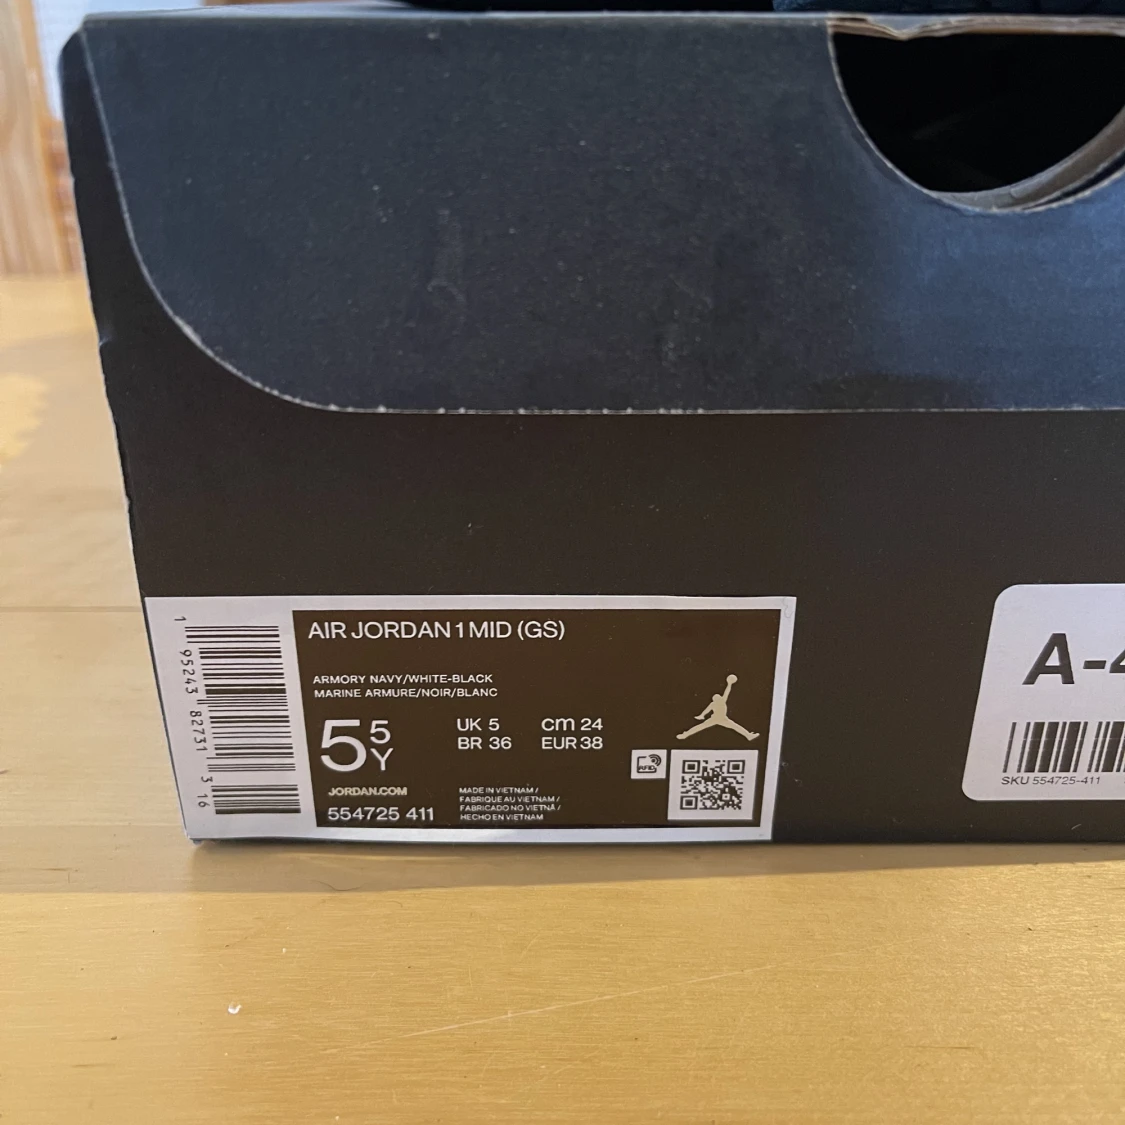 AIR JORDAN 1 MID (GS)
ARMORY NAVY/WHITE-BLACK
MARINE ARMURE/NOIR/BLANC
5 5Y
UK 5 cm 24
BR 36 EUR 38
JORDAN.COM
554725 411
MADE IN VIETNAM /
FABRIQUE AU VIETNAM /
FABRICADO NO VIETNÃ /
HECHO EN VIETNAM
1 95243 82731 3 16
RFID
A-4
SKU 554725-411